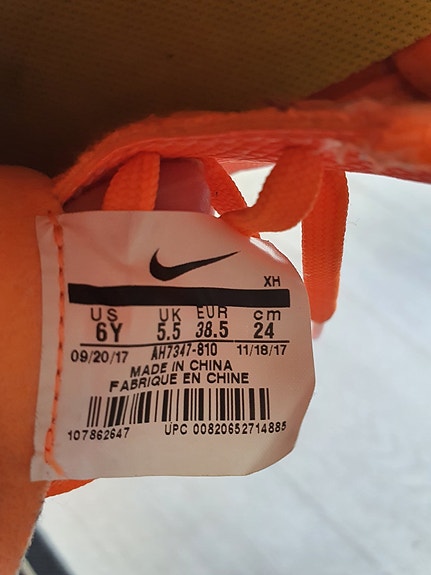 XH
US UK EUR cm
6Y 5.5 38.5 24
09/20/17 AH7347-810 11/18/17
MADE IN CHINA
FABRIQUE EN CHINE
107862647 UPC 00820652714885